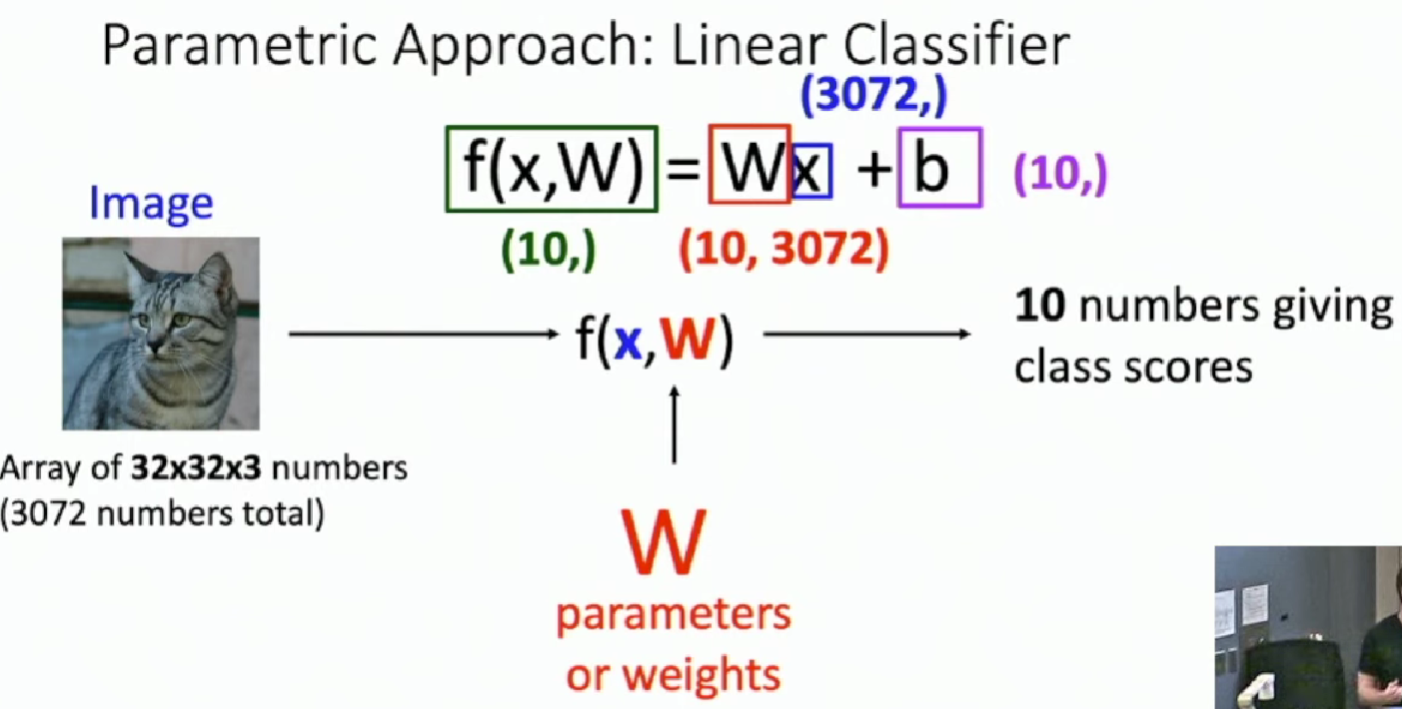 Parametric Approach: Linear Classifier
(3072,)
f(x,W) = Wx + b (10,)
(10,) (10, 3072)
Image
f(x,W)
10 numbers giving
class scores
Array of 32x32x3 numbers
(3072 numbers total)
W
parameters
or weights